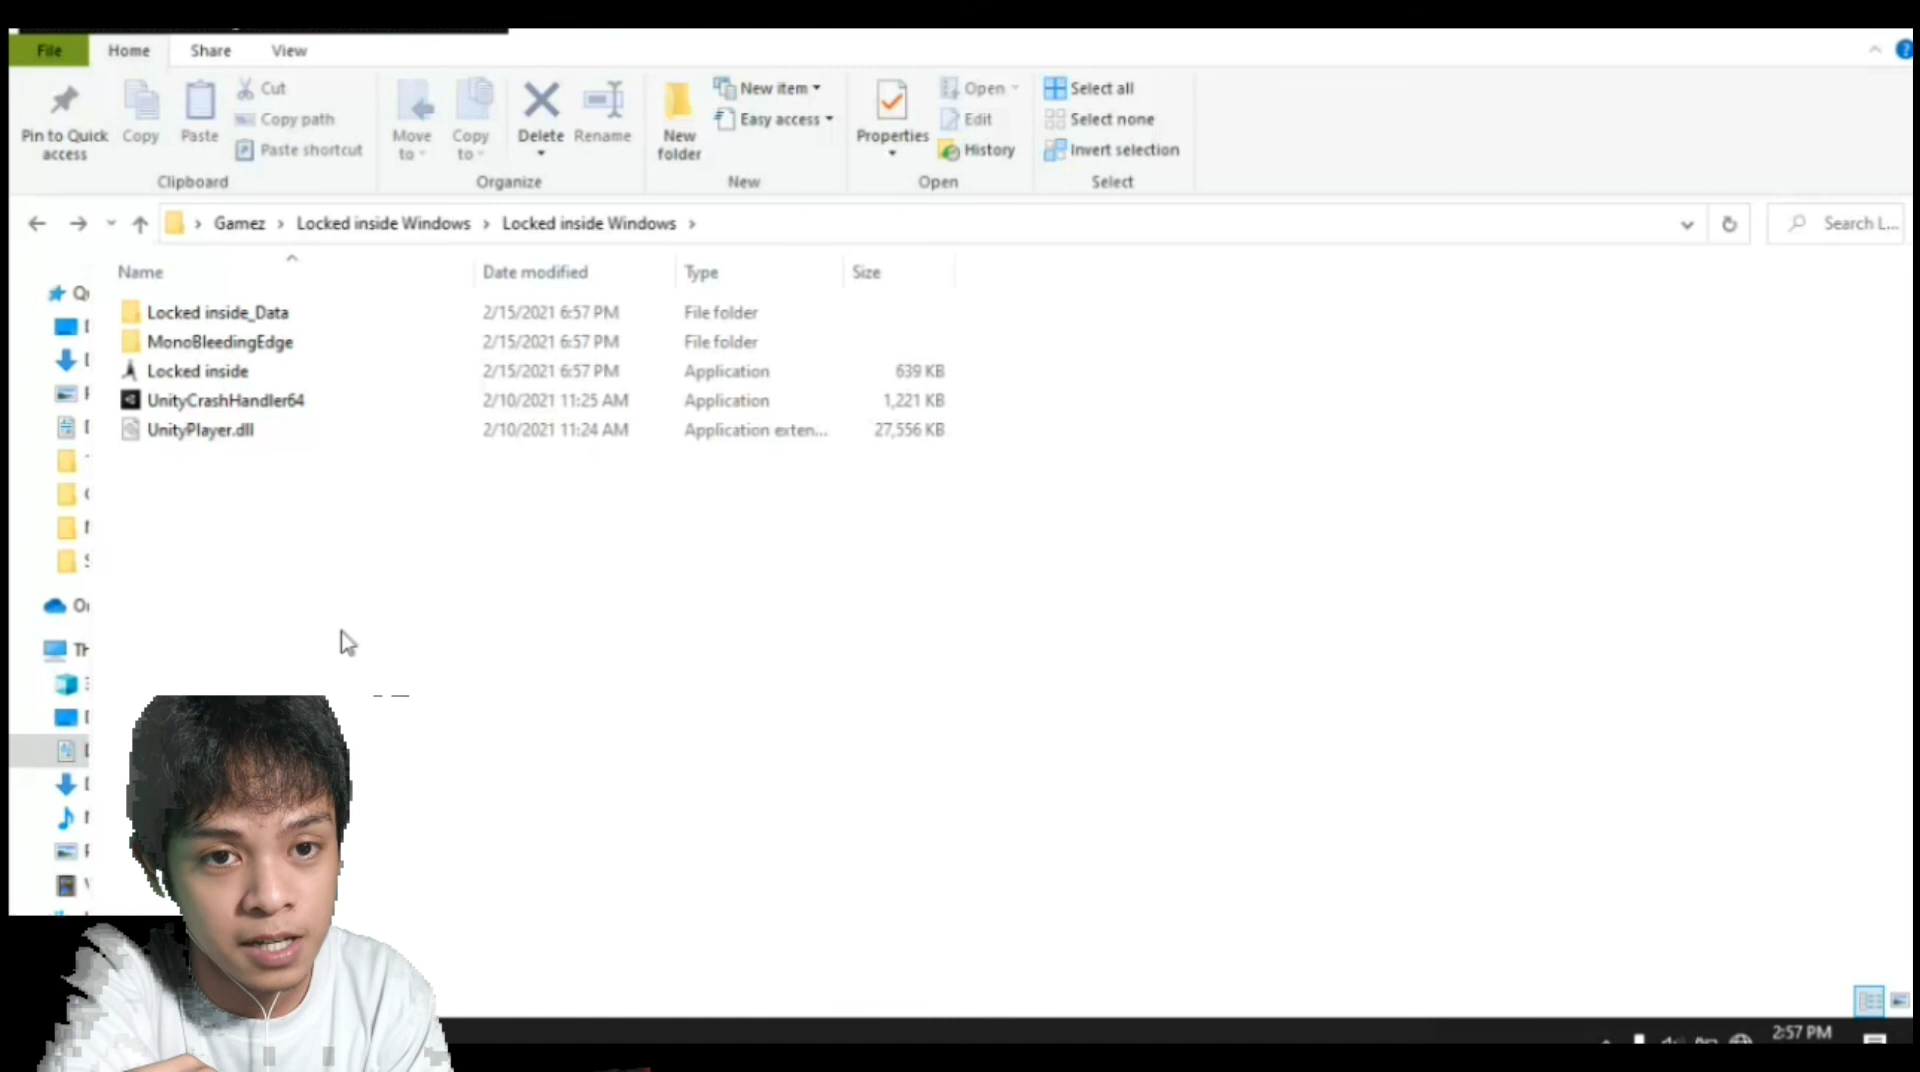 File Home Share View
Pin to Quick access
Copy
Paste
Cut
Copy path
Paste shortcut
Clipboard
Move to
Copy to
Delete
Rename
Organize
New folder
New item
Easy access
New
Properties
Open
Edit
History
Open
Select all
Select none
Invert selection
Select
Gamez > Locked inside Windows > Locked inside Windows >
Search L...
Name Date modified Type Size
Locked inside_Data 2/15/2021 6:57 PM File folder
MonoBleedingEdge 2/15/2021 6:57 PM File folder
Locked inside 2/15/2021 6:57 PM Application 639 KB
UnityCrashHandler64 2/10/2021 11:25 AM Application 1,221 KB
UnityPlayer.dll 2/10/2021 11:24 AM Application exten... 27,556 KB
2:57 PM